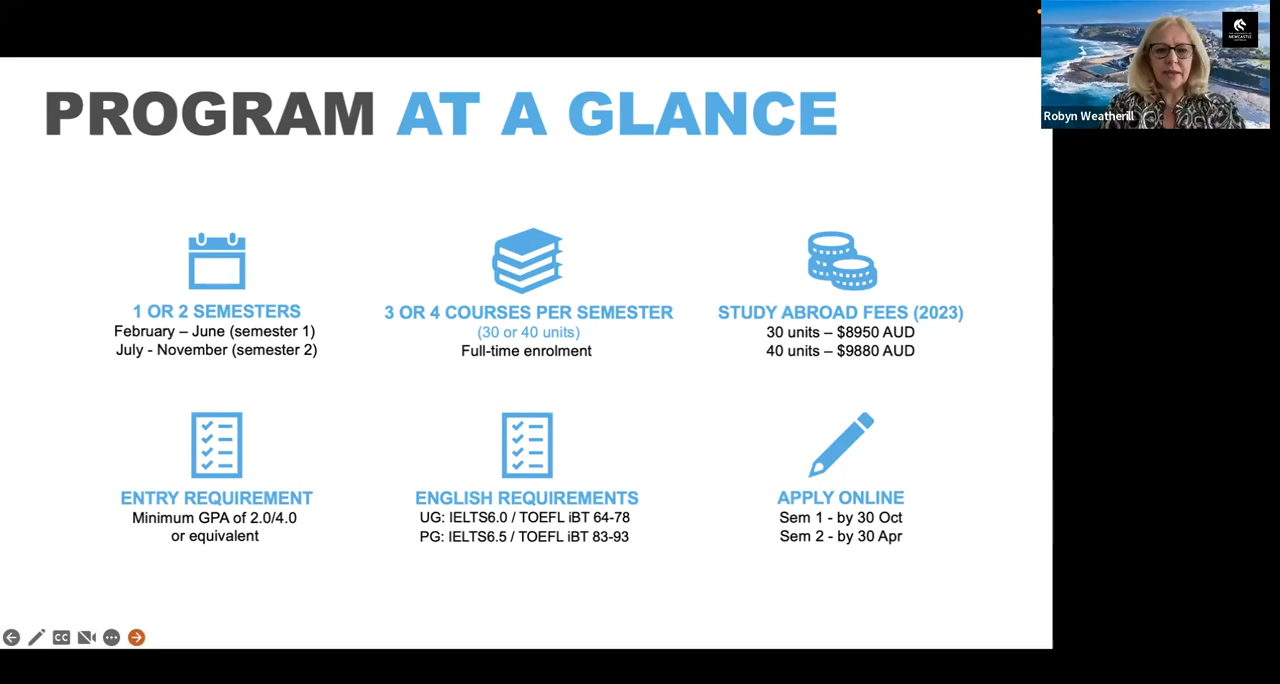 PROGRAM AT A GLANCE
1 OR 2 SEMESTERS
February – June (semester 1)
July - November (semester 2)
3 OR 4 COURSES PER SEMESTER
(30 or 40 units)
Full-time enrolment
STUDY ABROAD FEES (2023)
30 units – $8950 AUD
40 units – $9880 AUD
ENTRY REQUIREMENT
Minimum GPA of 2.0/4.0
or equivalent
ENGLISH REQUIREMENTS
UG: IELTS6.0 / TOEFL iBT 64-78
PG: IELTS6.5 / TOEFL iBT 83-93
APPLY ONLINE
Sem 1 - by 30 Oct
Sem 2 - by 30 Apr
CC
NEWCASTLE
Robyn Weatherill